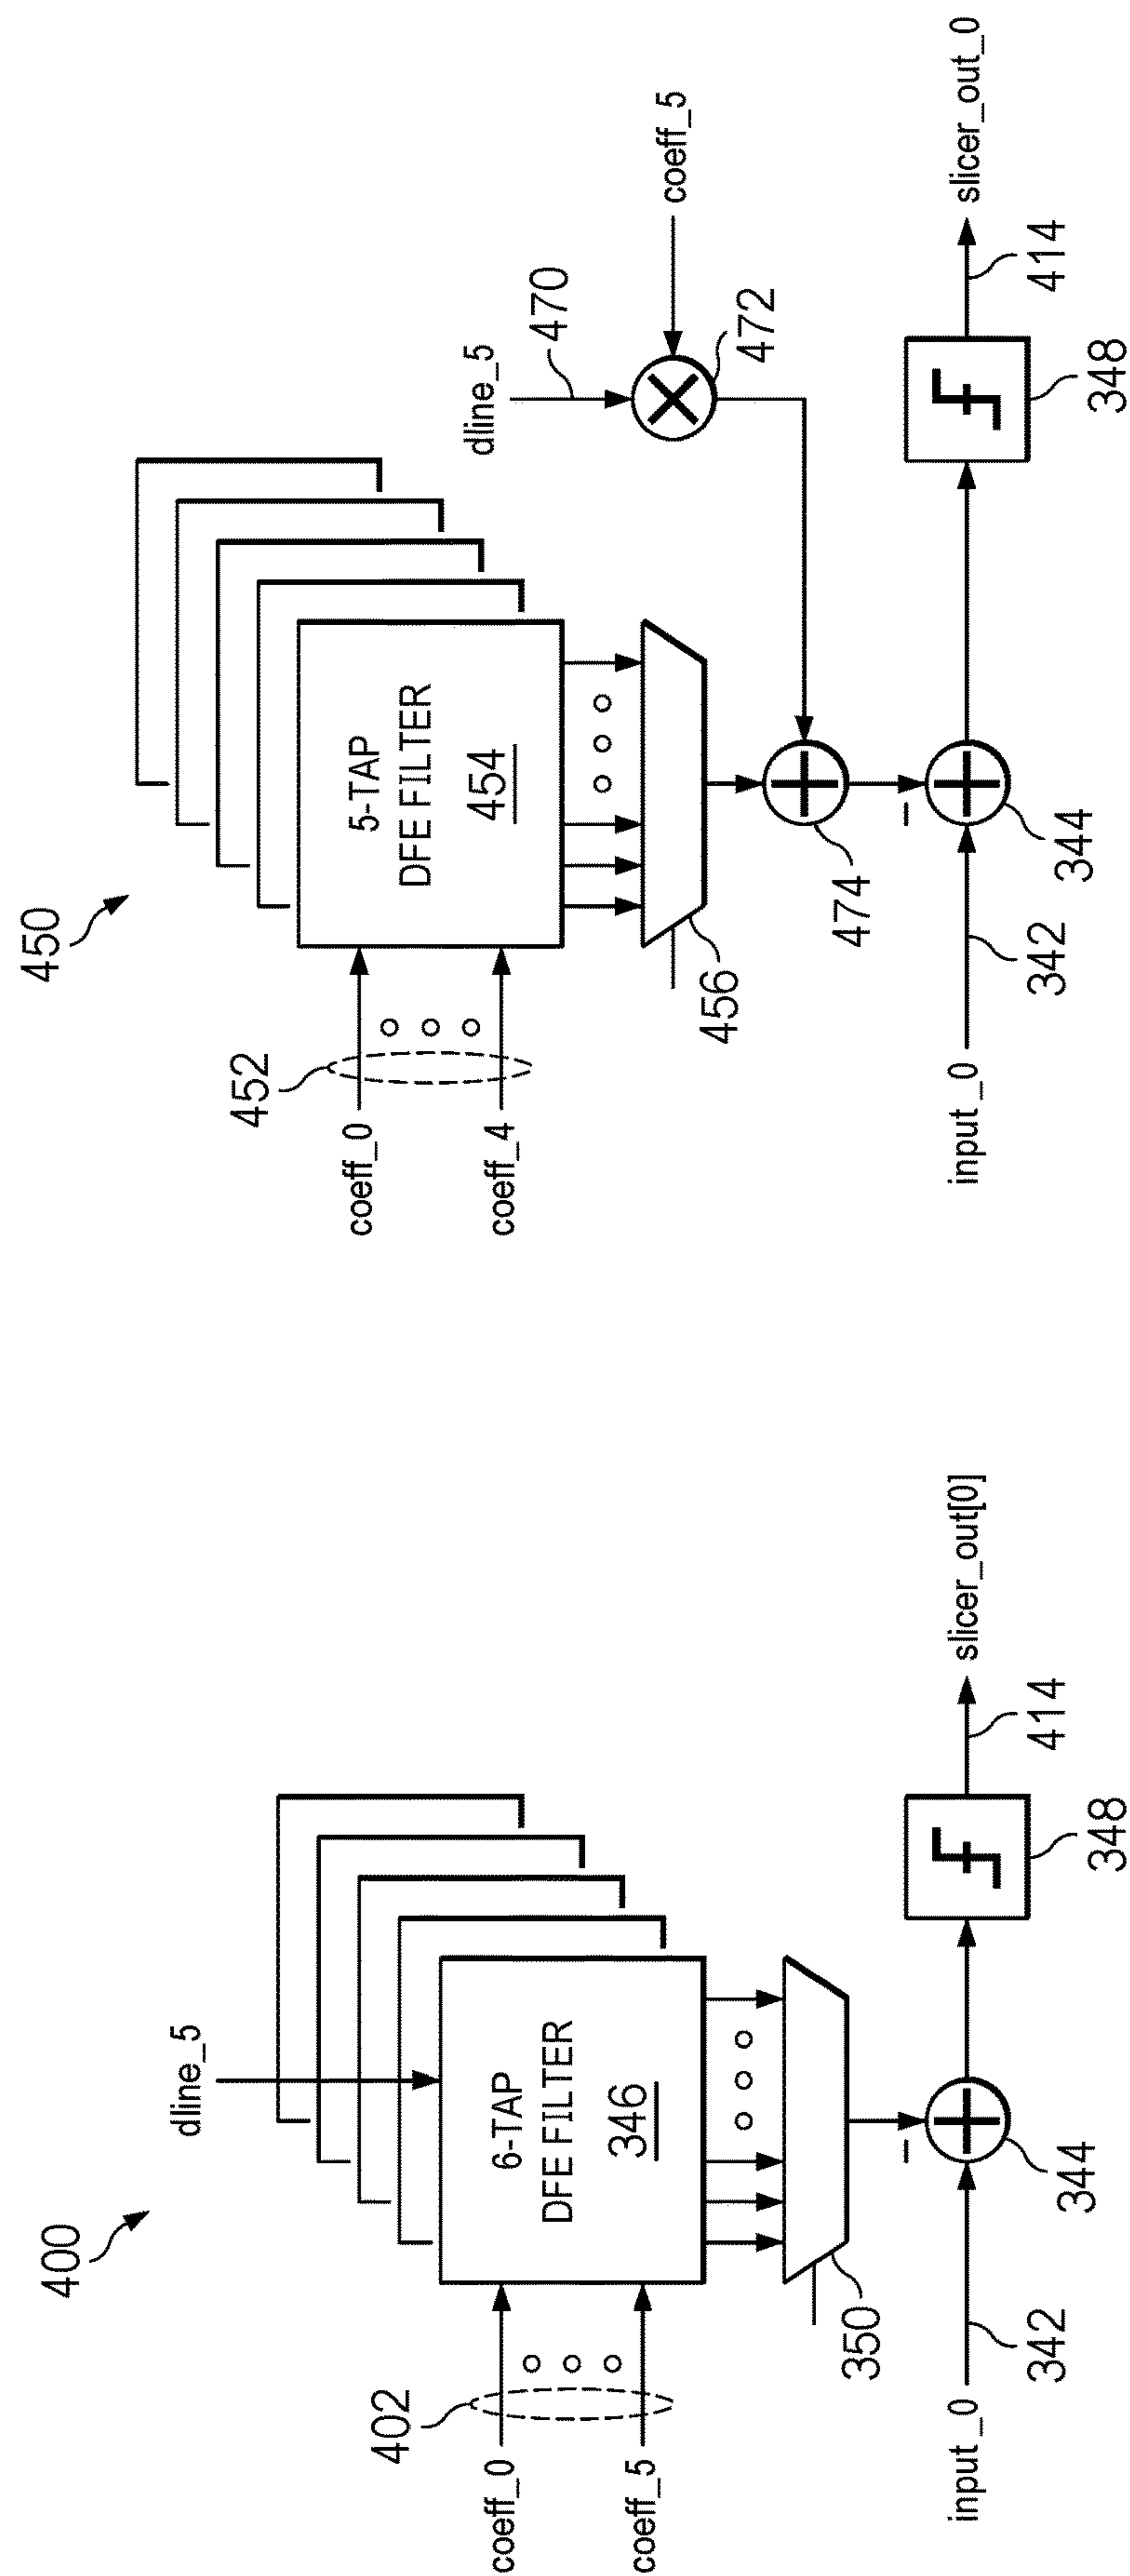 400
dline_5
402
coeff_0
coeff_5
6-TAP
DFE FILTER
346
350
input_0
342
344
348
414
slicer_out[0]
450
452
coeff_0
coeff_4
5-TAP
DFE FILTER
454
456
dline_5
470
coeff_5
472
474
input_0
342
344
348
414
slicer_out_0